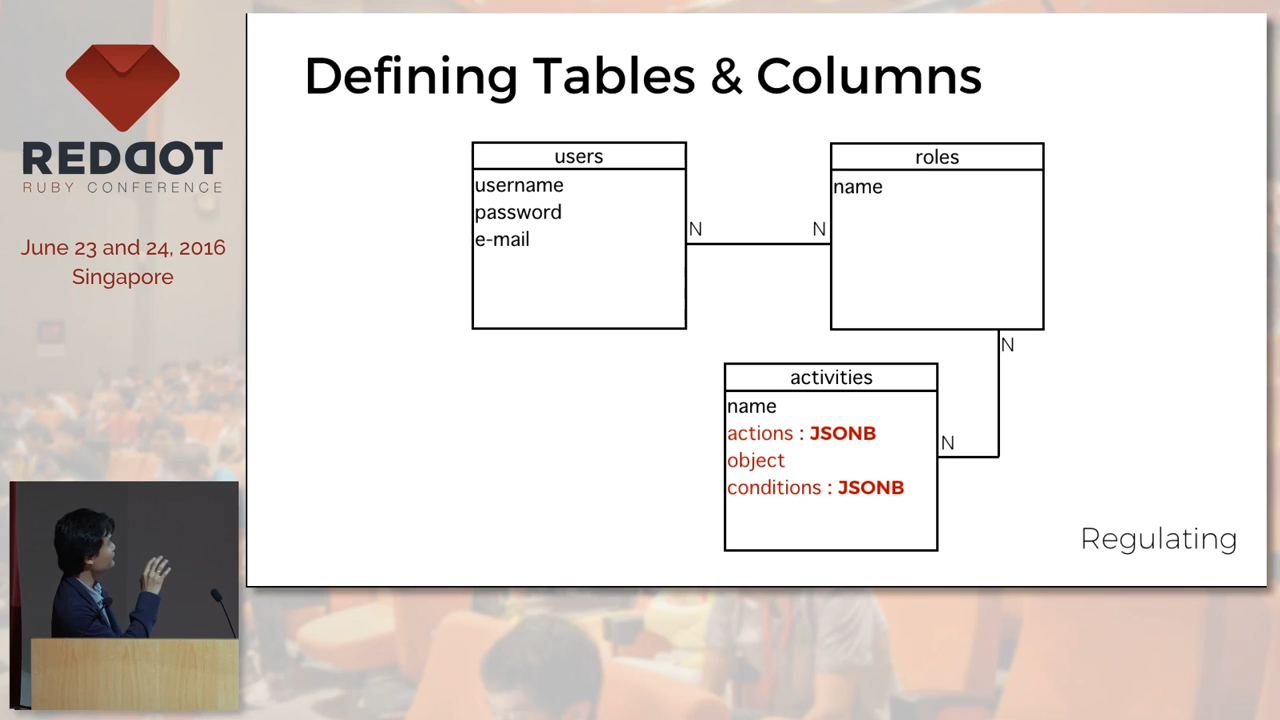 REDDOT
RUBY CONFERENCE
June 23 and 24, 2016
Singapore
Defining Tables & Columns
users
username
password
e-mail
N
N
roles
name
N
activities
name
actions : JSONB
object
conditions : JSONB
N
Regulating